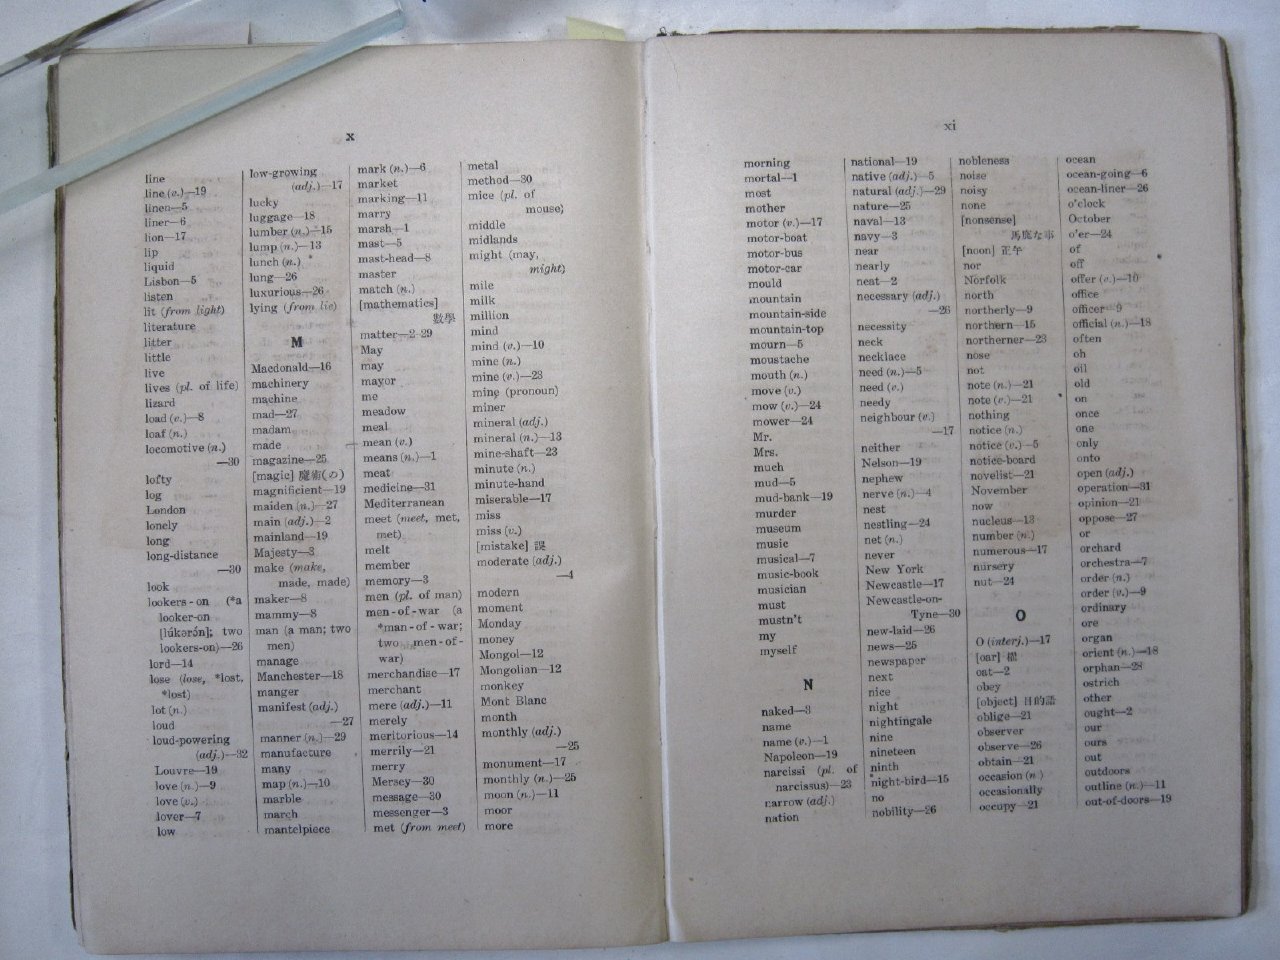 x
line
line (v.)—19
linen—5
liner—6
lion—17
lip
liquid
Lisbon—5
listen
lit (from light)
literature
litter
little
live
lives (pl. of life)
lizard
load (v.)—8
loaf (n.)
locomotive (n.)
—30
lofty
log
London
lonely
long
long-distance
—30
look
lookers-on (*a
looker-on
[lúkərɔ́n]; two
lookers-on)—26
lord—14
lose (lose, *lost,
*lost)
lot (n.)
loud
loud-powering
(adj.)—32
Louvre—19
love (n.)—9
love (v.)
lover—7
low
low-growing
(adj.)—17
lucky
luggage—18
lumber (n.)—15
lump (n.)—13
lunch (n.)
lung—26
luxurious—26
lying (from lie)
M
Macdonald—16
machinery
machine
mad—27
madam
made
magazine—25
[magic] 魔術(の)
magnificient—19
maiden (n.)—27
main (adj.)—2
mainland—19
Majesty—3
make (make,
made, made)
maker—8
mammy—8
man (a man; two
men)
manage
Manchester—18
manger
manifest (adj.)
—27
manner (n.)—29
manufacture
many
map (n.)—10
marble
march
mantelpiece
mark (n.)—6
market
marking—11
marry
marsh—1
mast—5
mast-head—8
master
match (n.)
[mathematics]
數學
matter—2-29
May
may
mayor
me
meadow
meal
mean (v.)
means (n.)—1
meat
medicine—31
Mediterranean
meet (meet, met,
met)
melt
member
memory—3
men (pl. of man)
men-of-war (a
*man-of-war;
two men-of-
war)
merchandise—17
merchant
mere (adj.)—11
merely
meritorious—14
merrily—21
merry
Mersey—30
message—30
messenger—3
met (from meet)
metal
method—30
mice (pl. of
mouse)
middle
midlands
might (may,
might)
mile
milk
million
mind
mind (v.)—10
mine (n.)
mine (v.)—23
mine (pronoun)
miner
mineral (adj.)
mineral (n.)—13
mine-shaft—23
minute (n.)
minute-hand
miserable—17
miss
miss (v.)
[mistake] 誤
moderate (adj.)
—4
modern
moment
Monday
money
Mongol—12
Mongolian—12
monkey
Mont Blanc
month
monthly (adj.)
—25
monument—17
monthly (n.)—25
moon (n.)—11
moor
more
xi
morning
mortal—1
most
mother
motor (v.)—17
motor-boat
motor-bus
motor-car
mould
mountain
mountain-side
mountain-top
mourn—5
moustache
mouth (n.)
move (v.)
mow (v.)—24
mower—24
Mr.
Mrs.
much
mud—5
mud-bank—19
murder
museum
music
musical—7
music-book
musician
must
mustn't
my
myself
N
naked—3
name
name (v.)—1
Napoleon—19
narcissi (pl. of
narcissus)—23
narrow (adj.)
nation
national—19
native (adj.)—5
natural (adj.)—29
nature—25
naval—13
navy—3
near
nearly
neat—2
necessary (adj.)
—26
necessity
neck
necklace
need (n.)—5
need (v.)
needy
neighbour (v.)
—17
neither
Nelson—19
nephew
nerve (n.)—4
nest
nestling—24
net (n.)
never
New York
Newcastle—17
Newcastle-on-
Tyne—30
new-laid—26
news—25
newspaper
next
nice
night
nightingale
nine
nineteen
ninth
night-bird—15
no
nobility—26
nobleness
noise
noisy
none
[nonsense]
馬鹿な事
[noon] 正午
nor
Norfolk
north
northerly—9
northern—15
northerner—23
nose
not
note (n.)—21
note (v.)—21
nothing
notice (n.)
notice (v.)—5
notice-board
novelist—21
November
now
nucleus—13
number (n.)
numerous—17
nursery
nut—24
O
O (interj.)—17
[oar] 櫂
oat—2
obey
[object] 目的語
oblige—21
observer
observe—26
obtain—21
occasion (n.)
occasionally
occupy—21
ocean
ocean-going—6
ocean-liner—26
o'clock
October
o'er—24
of
off
offer (v.)—10
office
officer—9
official (n.)—18
often
oh
oil
old
on
once
one
only
onto
open (adj.)
operation—31
opinion—21
oppose—27
or
orchard
orchestra—7
order (n.)
order (v.)—9
ordinary
ore
organ
orient (n.)—18
orphan—28
ostrich
other
ought—2
our
ours
out
outdoors
outline (n.)—11
out-of-doors—19